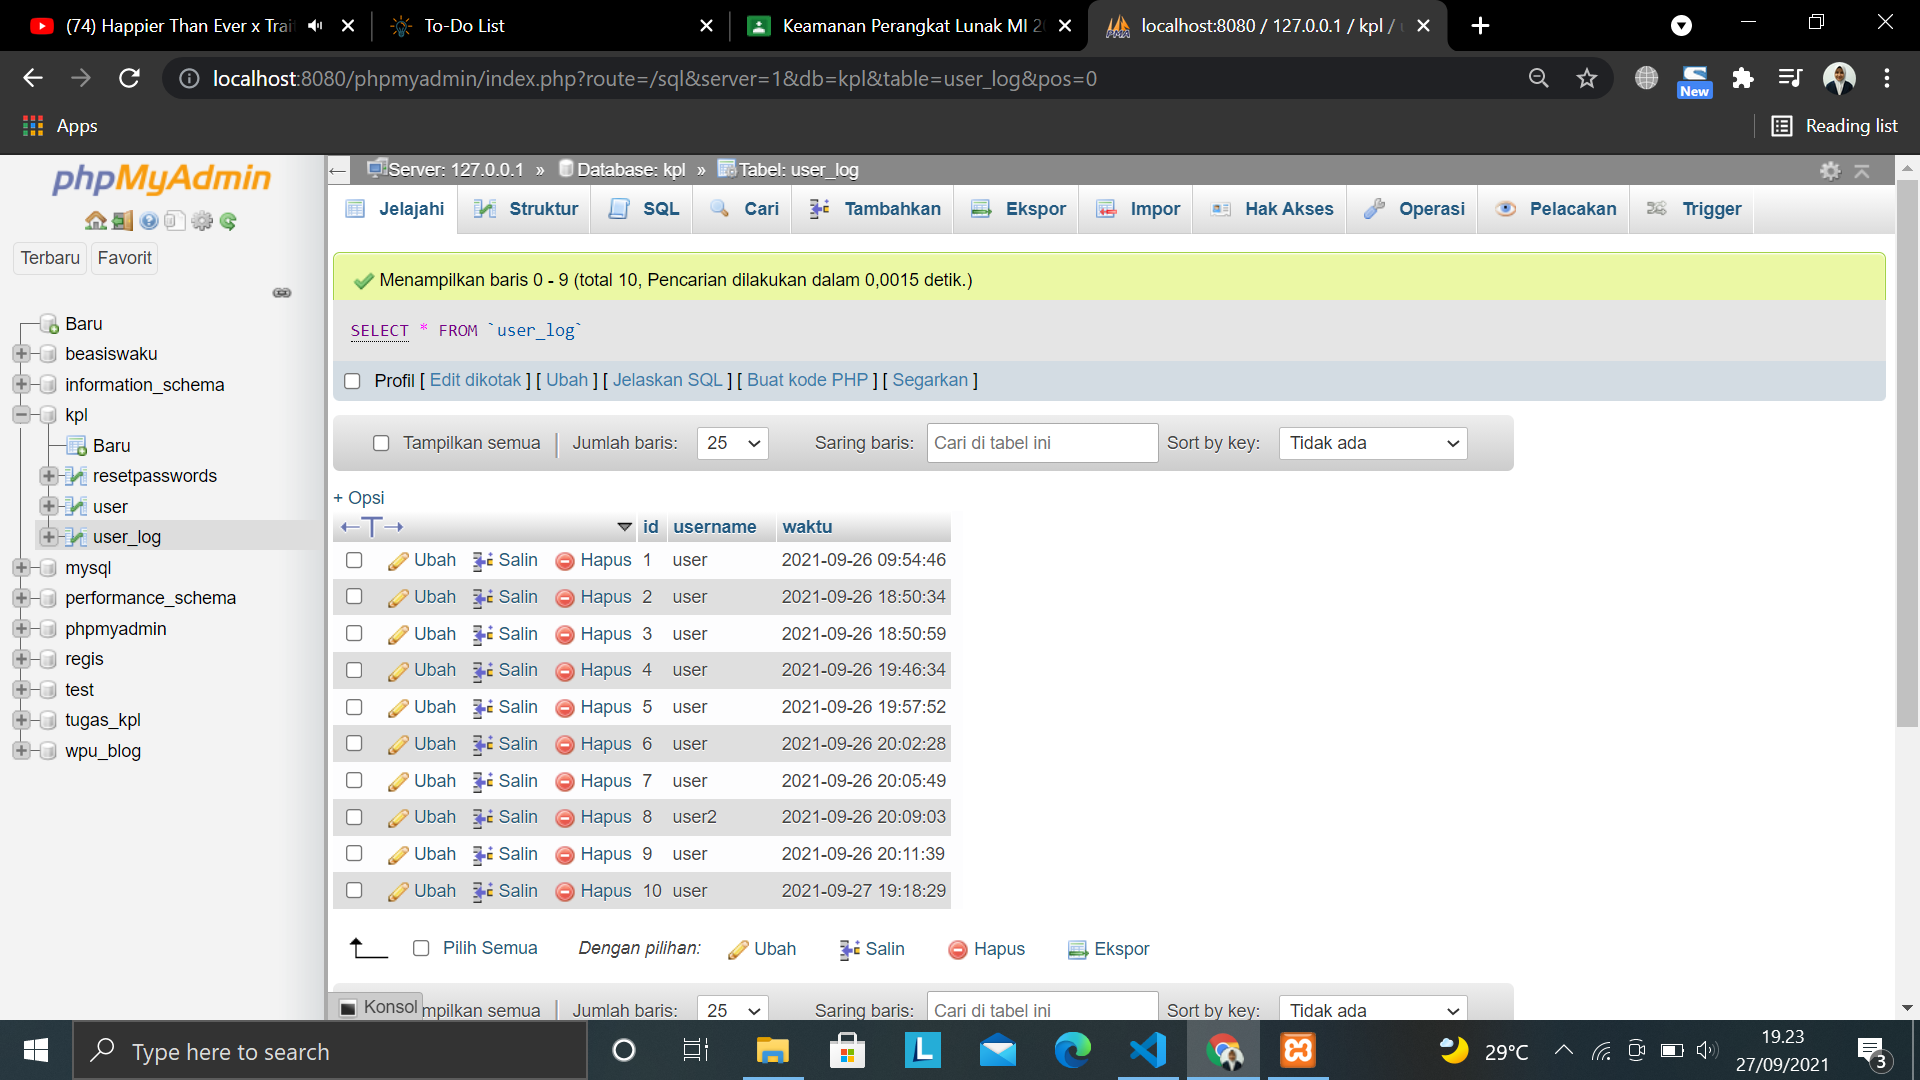 (74) Happier Than Ever x Trai
To-Do List
Keamanan Perangkat Lunak MI 2
localhost:8080 / 127.0.0.1 / kpl /
localhost:8080/phpmyadmin/index.php?route=/sql&server=1&db=kpl&table=user_log&pos=0
New
Apps
Reading list
phpMyAdmin
Terbaru
Favorit
Baru
beasiswaku
information_schema
kpl
Baru
resetpasswords
user
user_log
mysql
performance_schema
phpmyadmin
regis
test
tugas_kpl
wpu_blog
Server: 127.0.0.1 » Database: kpl » Tabel: user_log
Jelajahi
Struktur
SQL
Cari
Tambahkan
Ekspor
Impor
Hak Akses
Operasi
Pelacakan
Trigger
Menampilkan baris 0 - 9 (total 10, Pencarian dilakukan dalam 0,0015 detik.)
SELECT * FROM `user_log`
Profil [ Edit dikotak ] [ Ubah ] [ Jelaskan SQL ] [ Buat kode PHP ] [ Segarkan ]
Tampilkan semua
Jumlah baris: 25
Saring baris: Cari di tabel ini
Sort by key: Tidak ada
+ Opsi
←T→ id username waktu
Ubah Salin Hapus 1 user 2021-09-26 09:54:46
Ubah Salin Hapus 2 user 2021-09-26 18:50:34
Ubah Salin Hapus 3 user 2021-09-26 18:50:59
Ubah Salin Hapus 4 user 2021-09-26 19:46:34
Ubah Salin Hapus 5 user 2021-09-26 19:57:52
Ubah Salin Hapus 6 user 2021-09-26 20:02:28
Ubah Salin Hapus 7 user 2021-09-26 20:05:49
Ubah Salin Hapus 8 user2 2021-09-26 20:09:03
Ubah Salin Hapus 9 user 2021-09-26 20:11:39
Ubah Salin Hapus 10 user 2021-09-27 19:18:29
Pilih Semua
Dengan pilihan:
Ubah
Salin
Hapus
Ekspor
Konsol
mpilkan semua
Jumlah baris: 25
Saring baris: Cari di tabel ini
Sort by key: Tidak ada
Type here to search
L
29°C
19.23
27/09/2021
3